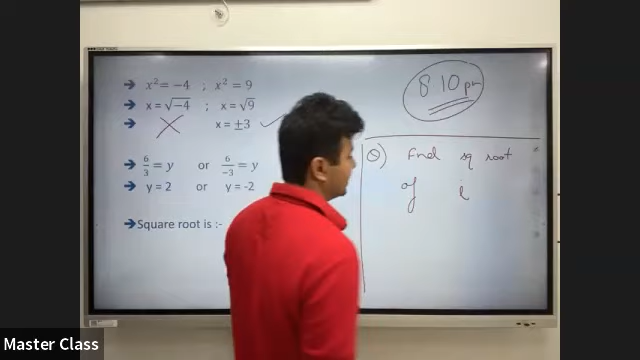 ➔ x² = −4 ; x² = 9
➔ x = √−4 ; x = √9
➔ x = ±3
➔ 6/3 = y or 6/−3 = y
➔ y = 2 or y = -2
➔Square root is :-
8 10 pm
Q) Find sq root
of i
Master Class